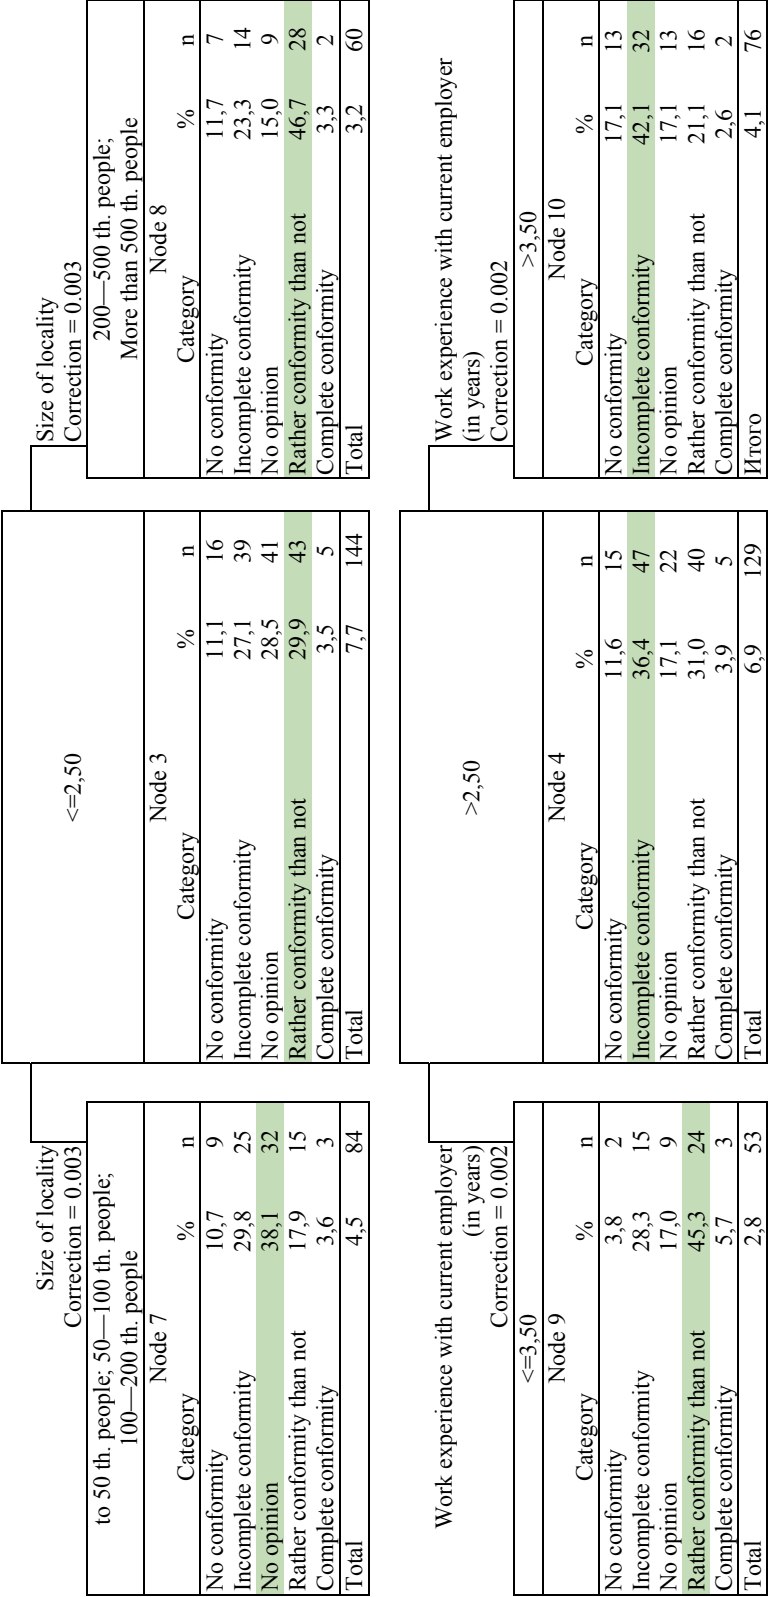 <=2,50
Size of locality
Correction = 0.003
to 50 th. people; 50—100 th. people;
100—200 th. people
Node 7
Category % n
No conformity 10,7 9
Incomplete conformity 29,8 25
No opinion 38,1 32
Rather conformity than not 17,9 15
Complete conformity 3,6 3
Total 4,5 84
Node 3
Category % n
No conformity 11,1 16
Incomplete conformity 27,1 39
No opinion 28,5 41
Rather conformity than not 29,9 43
Complete conformity 3,5 5
Total 7,7 144
Size of locality
Correction = 0.003
200—500 th. people;
More than 500 th. people
Node 8
Category % n
No conformity 11,7 7
Incomplete conformity 23,3 14
No opinion 15,0 9
Rather conformity than not 46,7 28
Complete conformity 3,3 2
Total 3,2 60
>2,50
Work experience with current employer
(in years)
Correction = 0.002
<=3,50
Node 9
Category % n
No conformity 3,8 2
Incomplete conformity 28,3 15
No opinion 17,0 9
Rather conformity than not 45,3 24
Complete conformity 5,7 3
Total 2,8 53
Node 4
Category % n
No conformity 11,6 15
Incomplete conformity 36,4 47
No opinion 17,1 22
Rather conformity than not 31,0 40
Complete conformity 3,9 5
Total 6,9 129
Work experience with current employer
(in years)
Correction = 0.002
>3,50
Node 10
Category % n
No conformity 17,1 13
Incomplete conformity 42,1 32
No opinion 17,1 13
Rather conformity than not 21,1 16
Complete conformity 2,6 2
Итого 4,1 76